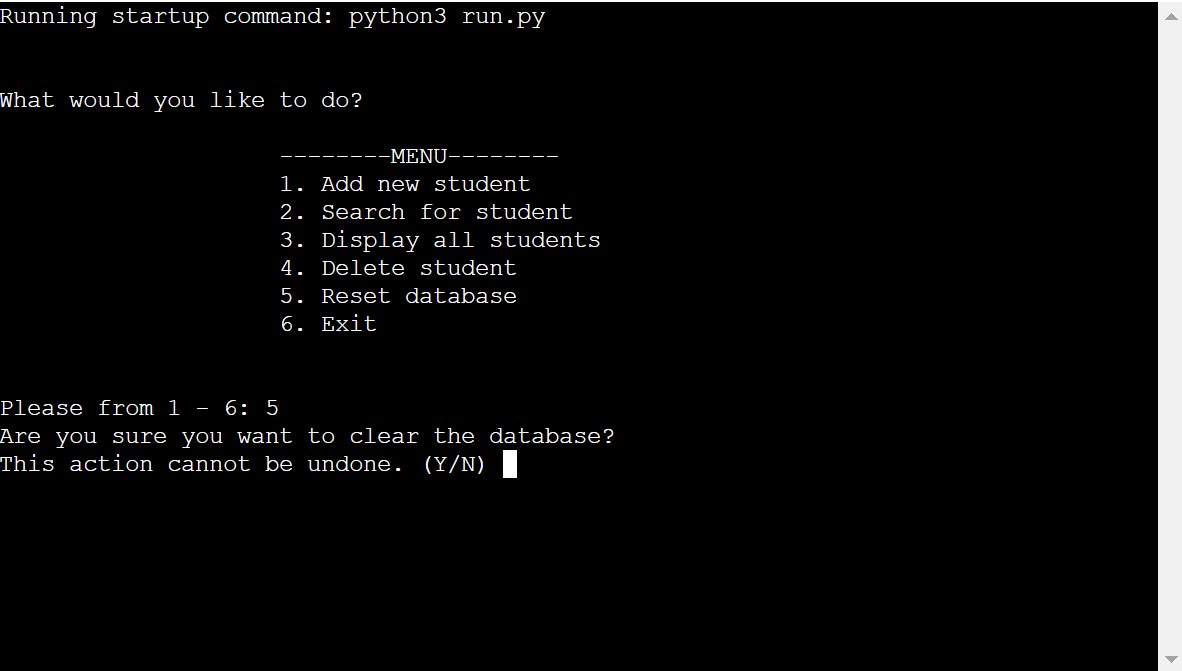 Running startup command: python3 run.py
What would you like to do?
--------MENU--------
1. Add new student
2. Search for student
3. Display all students
4. Delete student
5. Reset database
6. Exit
Please from 1 - 6: 5
Are you sure you want to clear the database?
This action cannot be undone. (Y/N)